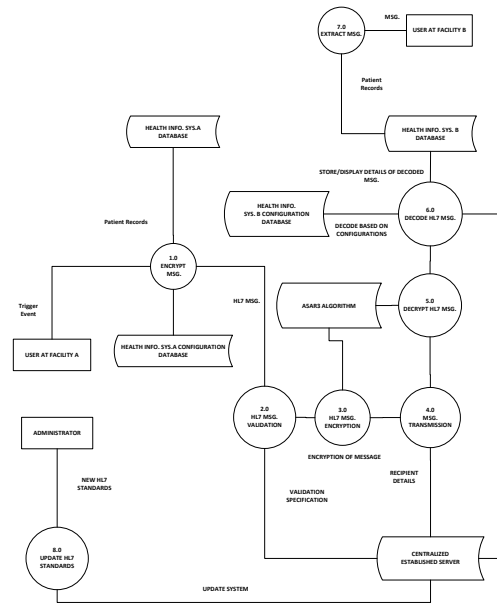 MSG.
7.0
EXTRACT MSG.
USER AT FACILITY B
Patient
Records
HEALTH INFO. SYS.A
DATABASE
HEALTH INFO. SYS. B
DATABASE
STORE/DISPLAY DETAILS OF DECODED
MSG.
HEALTH INFO.
SYS. B CONFIGURATION
DATABASE
6.0
DECODE HL7 MSG.
DECODE BASED ON
CONFIGURATIONS
Patient Records
1.0
ENCRYPT
MSG.
Trigger
Event
HL7 MSG.
ASAR3 ALGORITHM
5.0
DECRYPT HL7 MSG.
USER AT FACILITY A
HEALTH INFO. SYS.A CONFIGURATION
DATABASE
2.0
HL7 MSG.
VALIDATION
3.0
HL7 MSG.
ENCRYPTION
4.0
MSG.
TRANSMISSION
ADMINISTRATOR
ENCRYPTION OF MESSAGE
RECIPIENT
DETAILS
NEW HL7
STANDARDS
VALIDATION
SPECIFICATION
8.0
UPDATE HL7
STANDARDS
CENTRALIZED
ESTABLISHED SERVER
UPDATE SYSTEM